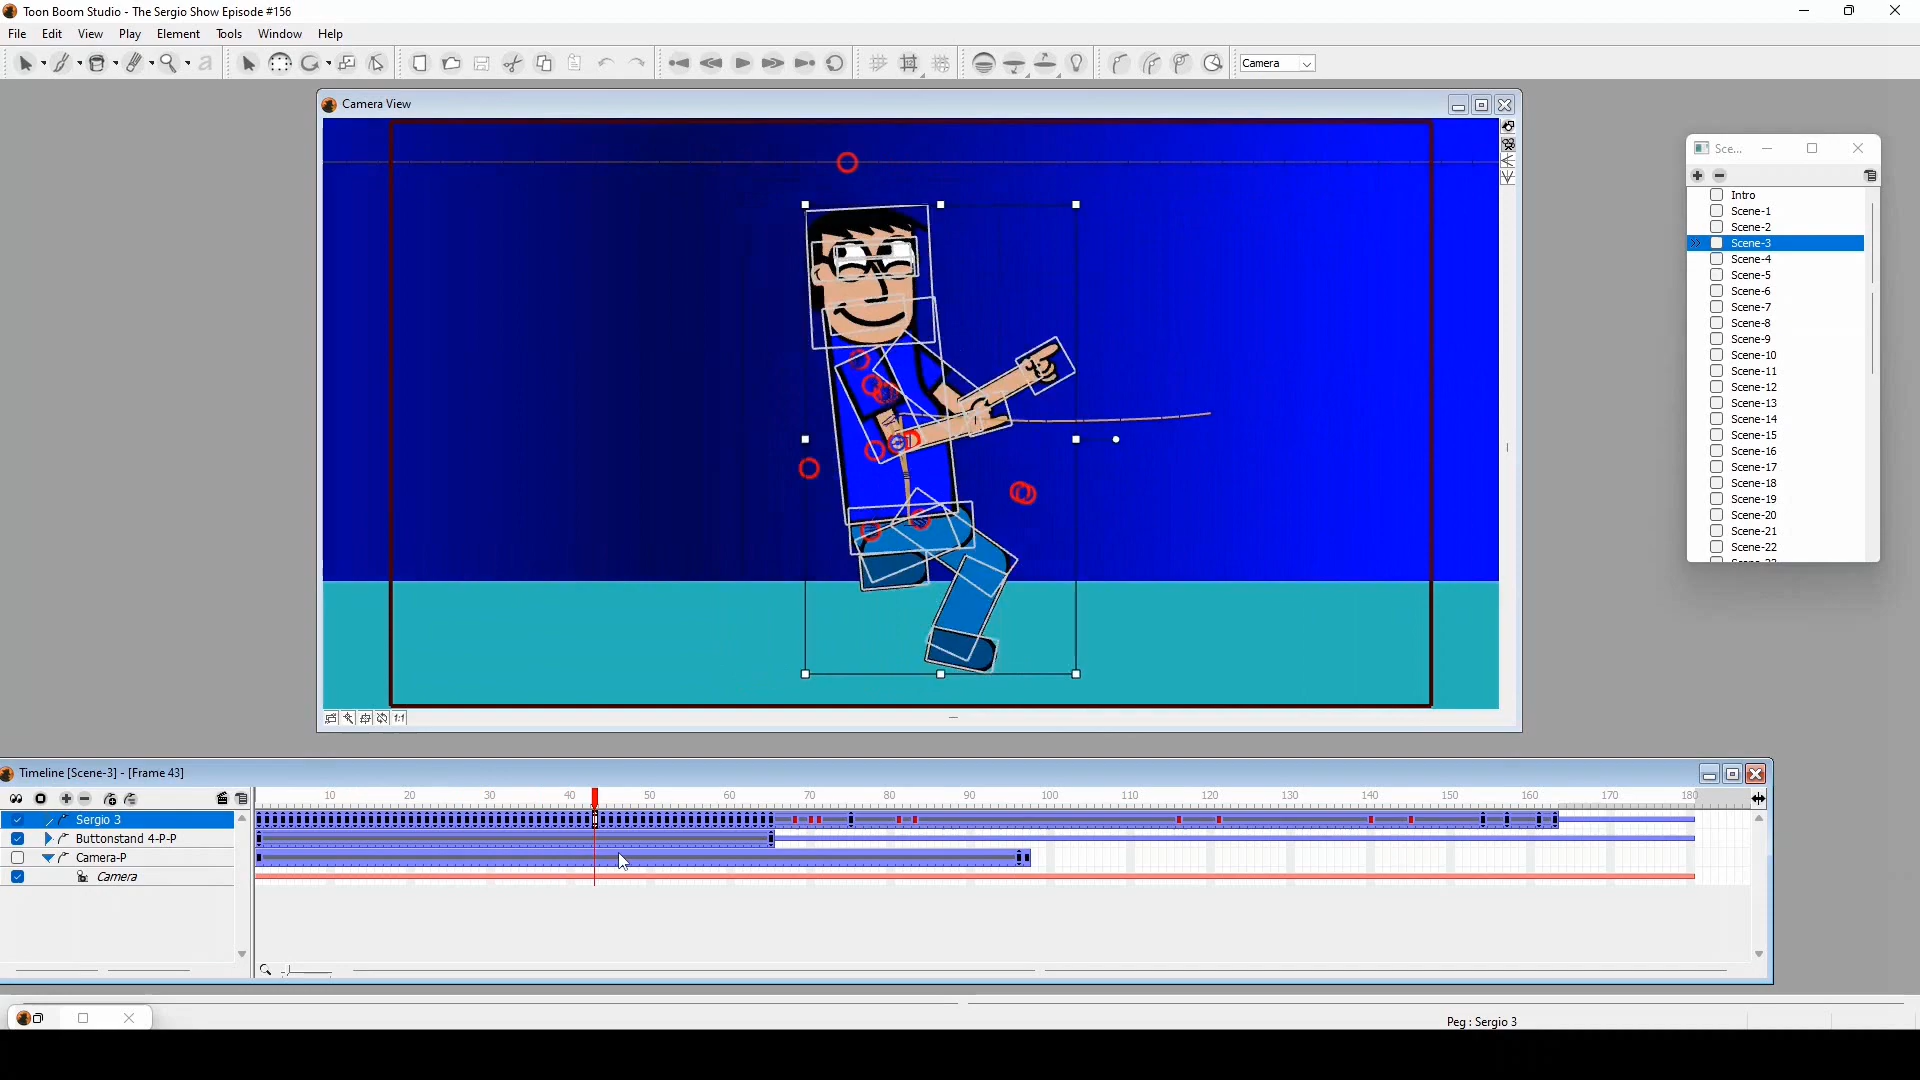 Toon Boom Studio - The Sergio Show Episode #156
File Edit View Play Element Tools Window Help
Camera
Camera View
Sce...
Intro
Scene-1
Scene-2
Scene-3
Scene-4
Scene-5
Scene-6
Scene-7
Scene-8
Scene-9
Scene-10
Scene-11
Scene-12
Scene-13
Scene-14
Scene-15
Scene-16
Scene-17
Scene-18
Scene-19
Scene-20
Scene-21
Scene-22
1:1
Timeline [Scene-3] - [Frame 43]
10 20 30 40 50 60 70 80 90 100 110 120 130 140 150 160 170 180
Sergio 3
Buttonstand 4-P-P
Camera-P
Camera
Peg : Sergio 3